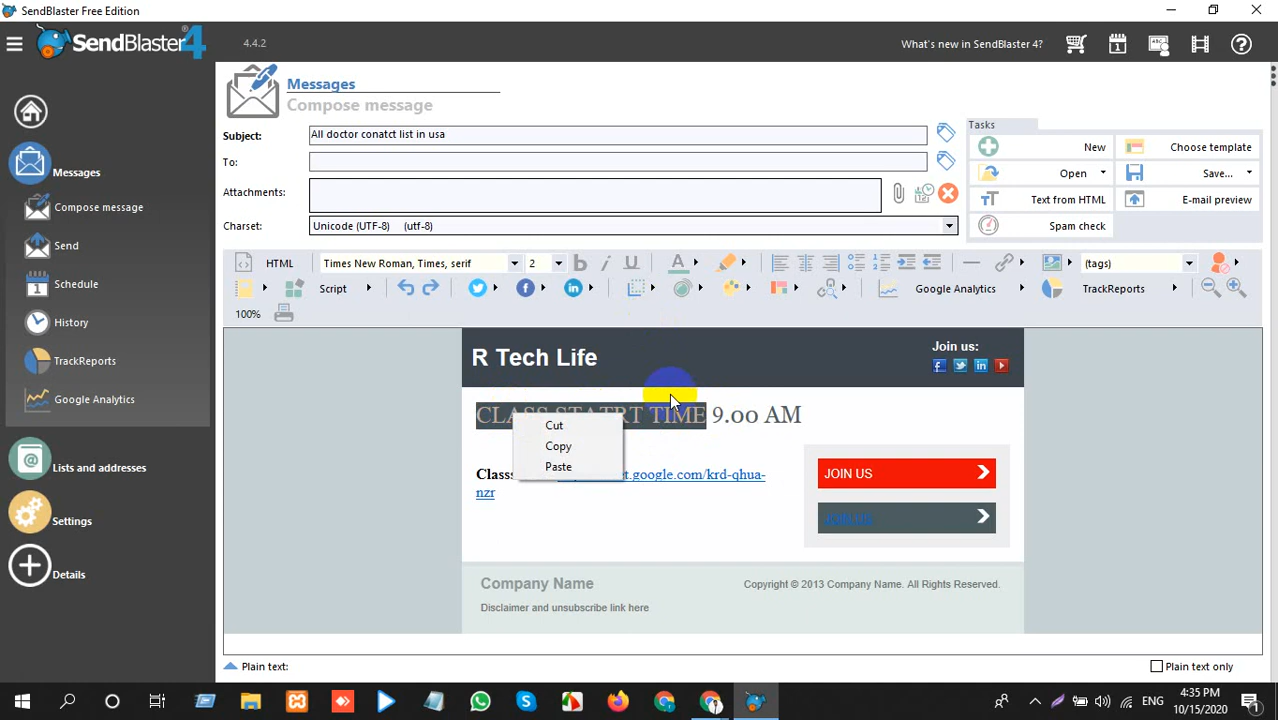 SendBlaster Free Edition
SendBlaster 4
4.4.2
What's new in SendBlaster 4?
Messages
Compose message
Send
Schedule
History
TrackReports
Google Analytics
Lists and addresses
Settings
Details
Messages
Compose message
Subject: All doctor conatct list in usa
To:
Attachments:
Charset: Unicode (UTF-8) (utf-8)
Tasks
New
Choose template
Open
Save...
Text from HTML
E-mail preview
Spam check
HTML Times New Roman, Times, serif 2 (tags)
Script Google Analytics TrackReports
100%
R Tech Life
Join us:
CLASS STATRT TIME 9.00 AM
Cut
Copy
Paste
google.com/krd-qhua-
nzr
JOIN US
JOIN US
Company Name
Copyright © 2013 Company Name. All Rights Reserved.
Disclaimer and unsubscribe link here
Plain text:
Plain text only
ENG
4:35 PM
10/15/2020
1